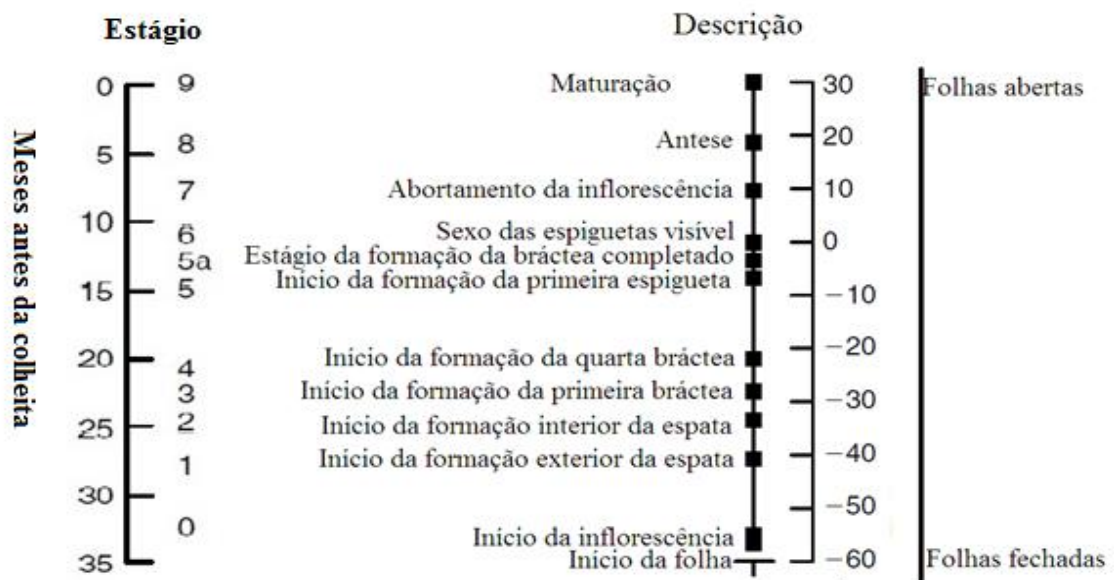 Estágio
Descrição
Meses antes da colheita
0
5
10
15
20
25
30
35
9
8
7
6
5a
5
4
3
2
1
0
Maturação
Antese
Abortamento da inflorescência
Sexo das espiguetas visível
Estágio da formação da bráctea completado
Início da formação da primeira espigueta
Início da formação da quarta bráctea
Início da formação da primeira bráctea
Início da formação interior da espata
Início da formação exterior da espata
Início da inflorescência
Início da folha
30
20
10
0
−10
−20
−30
−40
−50
−60
Folhas abertas
Folhas fechadas